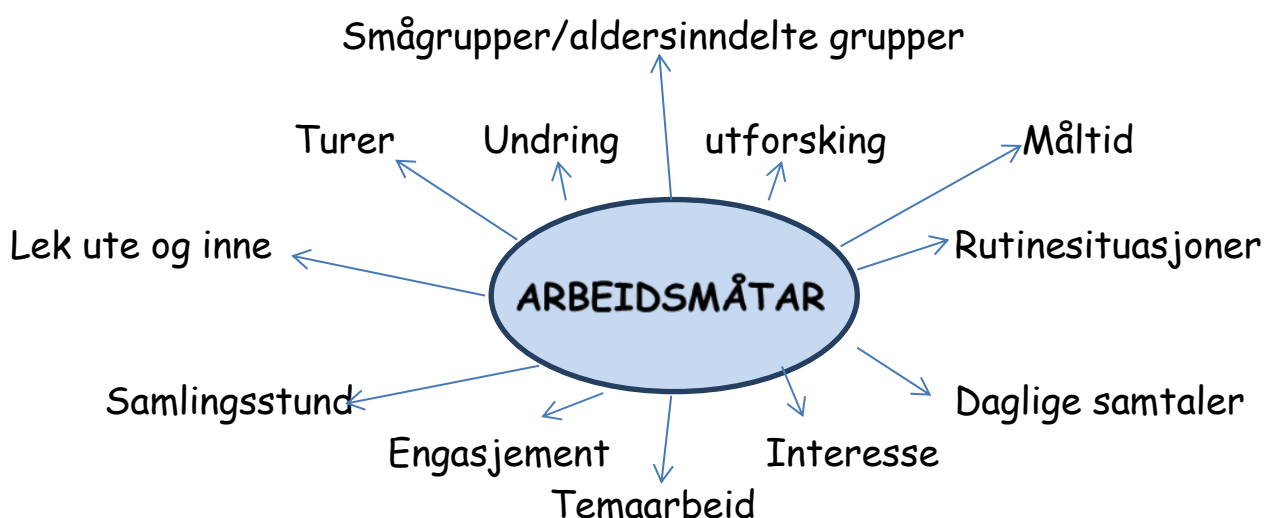 Smågrupper/aldersinndelte grupper
Turer
Undring
utforsking
Måltid
Lek ute og inne
Rutinesituasjoner
ARBEIDSMÅTAR
Samlingsstund
Daglige samtaler
Engasjement
Interesse
Temaarbeid